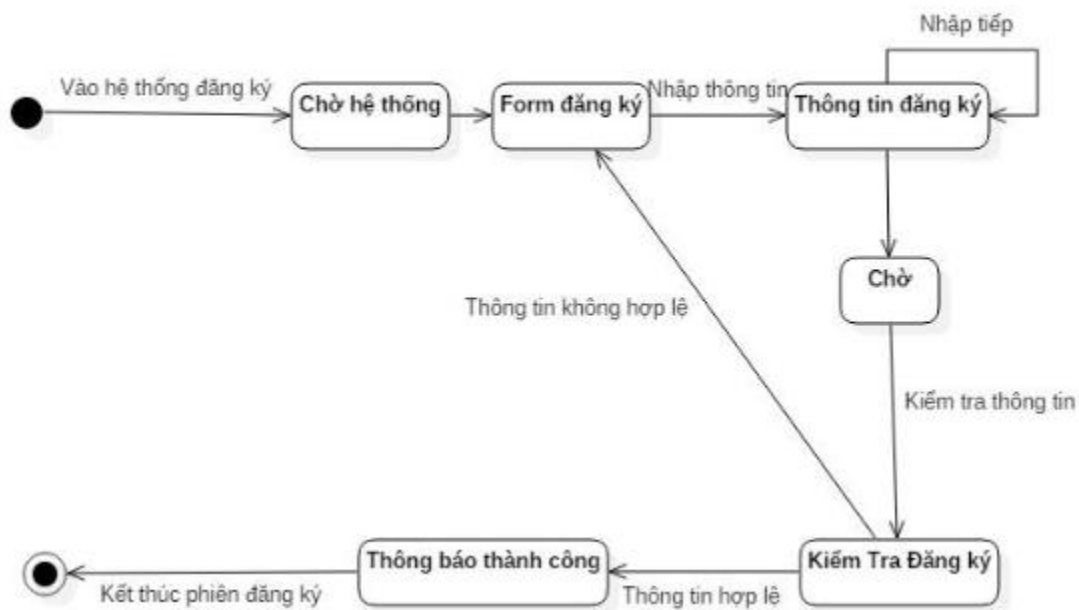 Nhập tiếp
Vào hệ thống đăng ký
Chờ hệ thống
Form đăng ký
Nhập thông tin
Thông tin đăng ký
Chờ
Thông tin không hợp lệ
Kiểm tra thông tin
Thông báo thành công
Kiểm Tra Đăng ký
Kết thúc phiên đăng ký
Thông tin hợp lệ